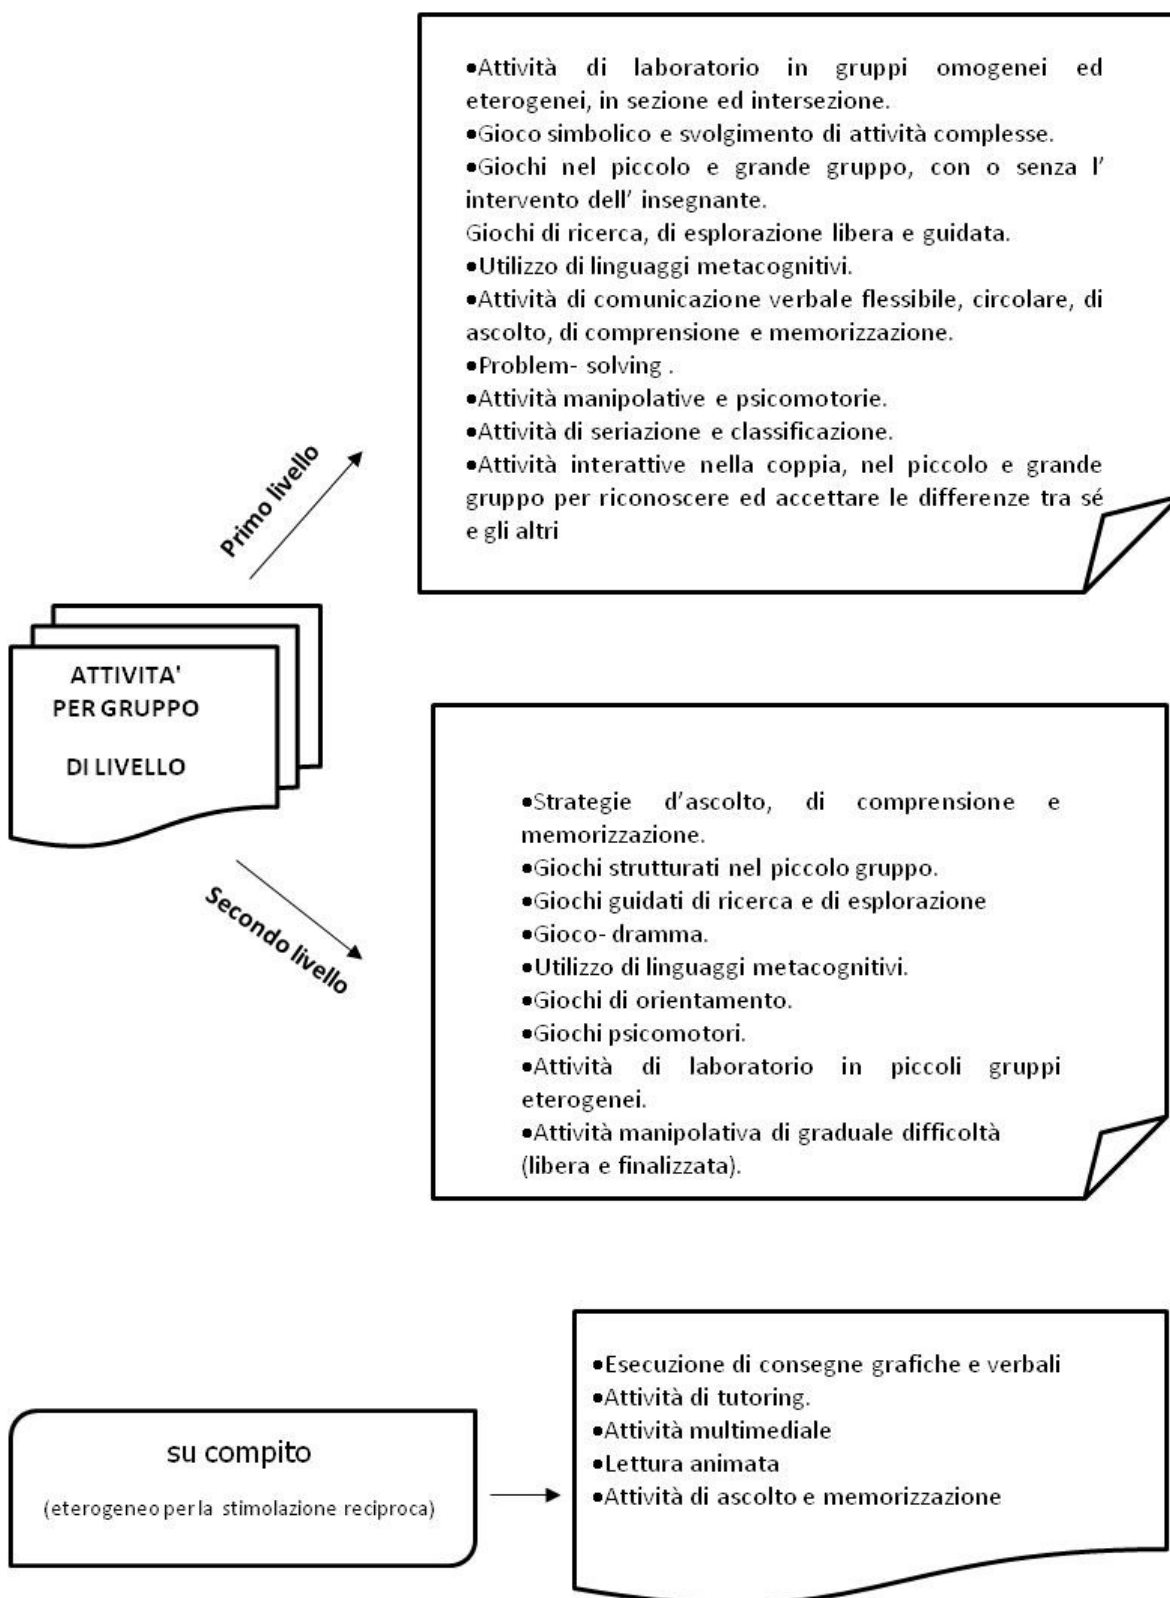 •Attività di laboratorio in gruppi omogenei ed
eterogenei, in sezione ed intersezione.
•Gioco simbolico e svolgimento di attività complesse.
•Giochi nel piccolo e grande gruppo, con o senza l’
intervento dell’ insegnante.
Giochi di ricerca, di esplorazione libera e guidata.
•Utilizzo di linguaggi metacognitivi.
•Attività di comunicazione verbale flessibile, circolare, di
ascolto, di comprensione e memorizzazione.
•Problem- solving .
•Attività manipolative e psicomotorie.
•Attività di seriazione e classificazione.
•Attività interattive nella coppia, nel piccolo e grande
gruppo per riconoscere ed accettare le differenze tra sé
e gli altri
Primo livello
ATTIVITA'
PER GRUPPO
DI LIVELLO
Secondo livello
•Strategie d’ascolto, di comprensione e
memorizzazione.
•Giochi strutturati nel piccolo gruppo.
•Giochi guidati di ricerca e di esplorazione
•Gioco- dramma.
•Utilizzo di linguaggi metacognitivi.
•Giochi di orientamento.
•Giochi psicomotori.
•Attività di laboratorio in piccoli gruppi
eterogenei.
•Attività manipolativa di graduale difficoltà
(libera e finalizzata).
su compito
(eterogeneo per la stimolazione reciproca)
•Esecuzione di consegne grafiche e verbali
•Attività di tutoring.
•Attività multimediale
•Lettura animata
•Attività di ascolto e memorizzazione